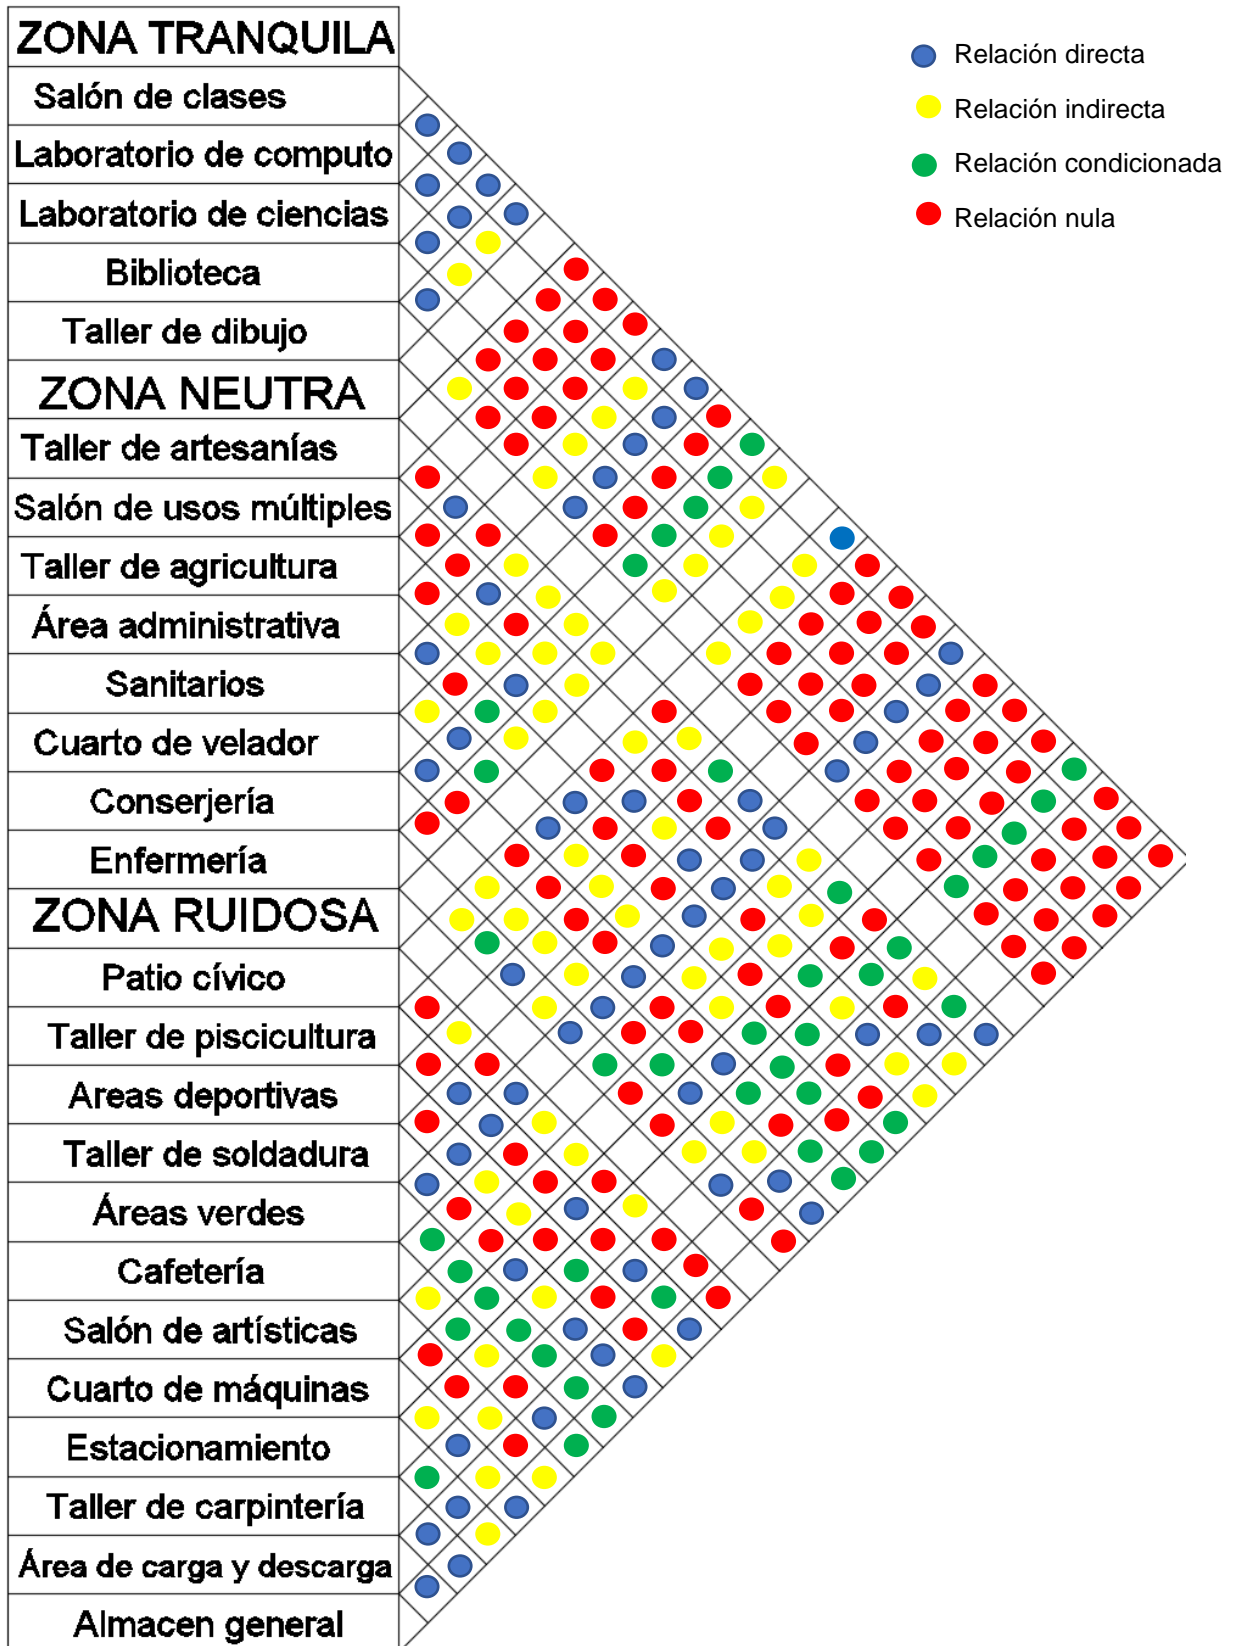 ZONA TRANQUILA
Salón de clases
Laboratorio de computo
Laboratorio de ciencias
Biblioteca
Taller de dibujo
ZONA NEUTRA
Taller de artesanías
Salón de usos múltiples
Taller de agricultura
Área administrativa
Sanitarios
Cuarto de velador
Conserjería
Enfermería
ZONA RUIDOSA
Patio cívico
Taller de piscicultura
Areas deportivas
Taller de soldadura
Áreas verdes
Cafetería
Salón de artísticas
Cuarto de máquinas
Estacionamiento
Taller de carpintería
Área de carga y descarga
Almacen general
Relación directa
Relación indirecta
Relación condicionada
Relación nula